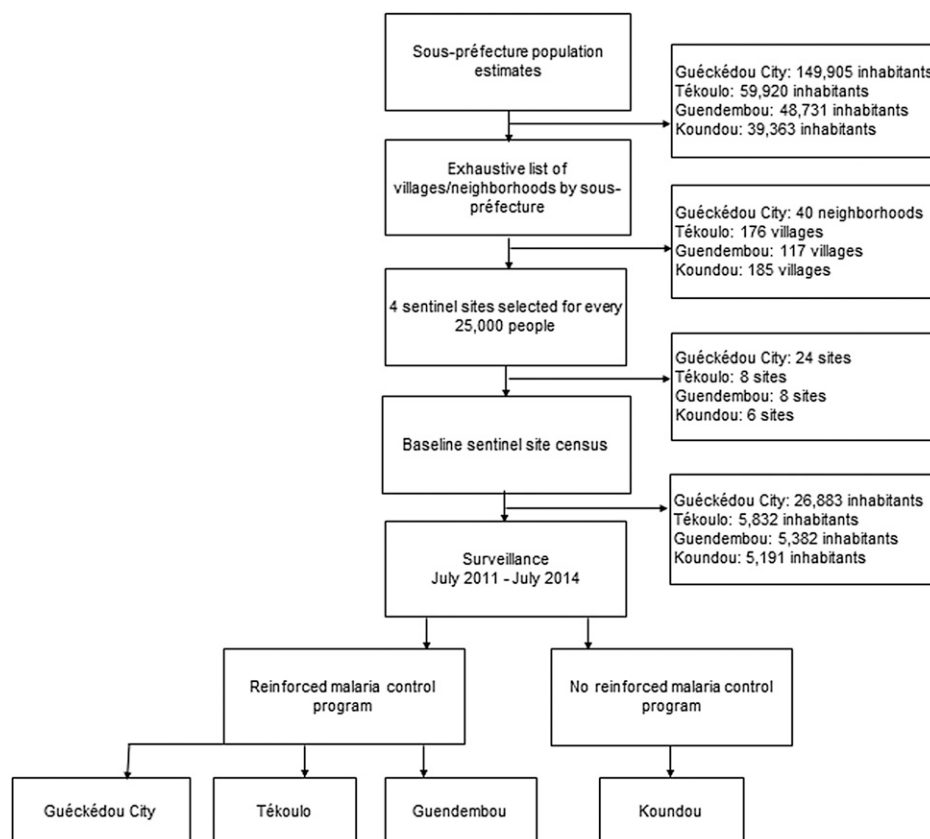 Sous-préfecture population
estimates
Guéckédou City: 149,905 inhabitants
Tékoulo: 59,920 inhabitants
Guendembou: 48,731 inhabitants
Koundou: 39,363 inhabitants
Exhaustive list of
villages/neighborhoods by sous-
préfecture
Guéckédou City: 40 neighborhoods
Tékoulo: 176 villages
Guendembou: 117 villages
Koundou: 185 villages
4 sentinel sites selected for every
25,000 people
Guéckédou City: 24 sites
Tékoulo: 8 sites
Guendembou: 8 sites
Koundou: 6 sites
Baseline sentinel site census
Guéckédou City: 26,883 inhabitants
Tékoulo: 5,832 inhabitants
Guendembou: 5,382 inhabitants
Koundou: 5,191 inhabitants
Surveillance
July 2011 - July 2014
Reinforced malaria control
program
No reinforced malaria control
program
Guéckédou City
Tékoulo
Guendembou
Koundou